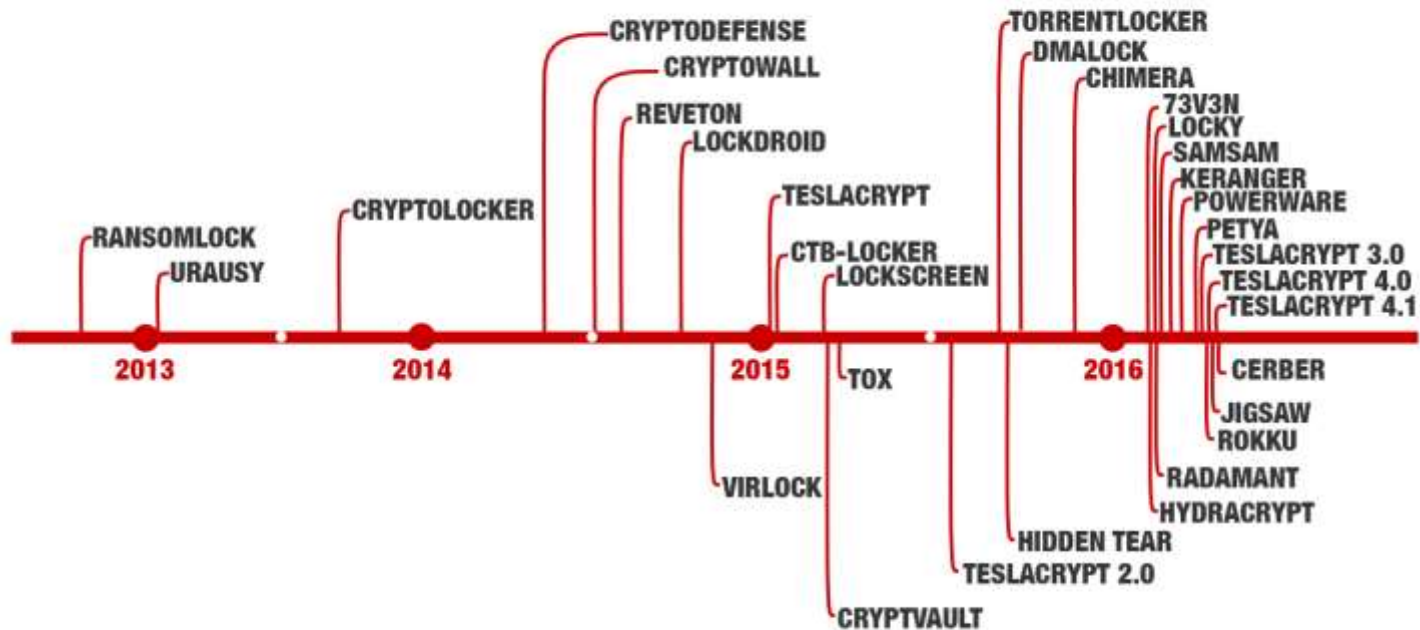 CRYPTODEFENSE
CRYPTOWALL
REVETON
LOCKDROID
TORRENTLOCKER
DMALOCK
CHIMERA
73V3N
LOCKY
SAMSAM
KERANGER
POWERWARE
PETYA
TESLACRYPT 3.0
TESLACRYPT 4.0
TESLACRYPT 4.1
RANSOMLOCK
URAUSY
CRYPTOLOCKER
TESLACRYPT
CTB-LOCKER
LOCKSCREEN
2013
2014
2015
2016
TOX
CERBER
JIGSAW
ROKKU
RADAMANT
HYDRACRYPT
VIRLOCK
HIDDEN TEAR
TESLACRYPT 2.0
CRYPTVAULT